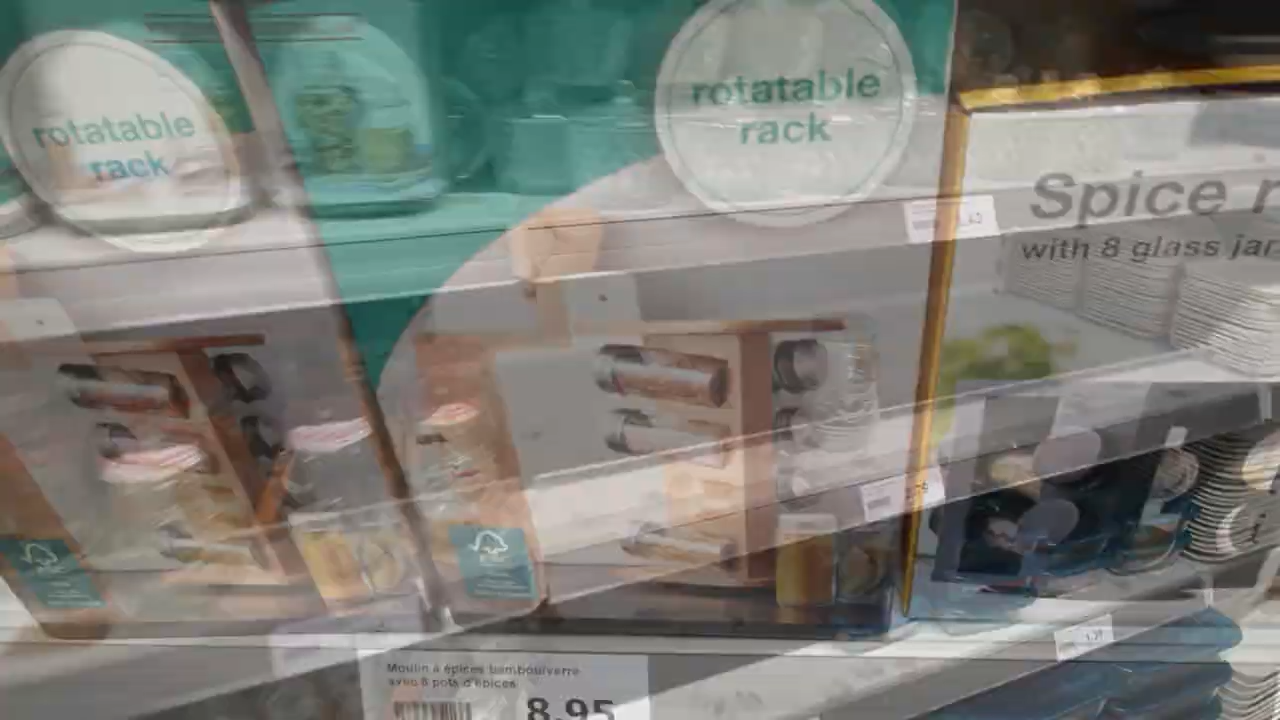 rotatable
rack
rotatable
rack
Spice
with 8 glass jar
Moulin à épices bambou/verre
avec 8 pots d'épices
8.95